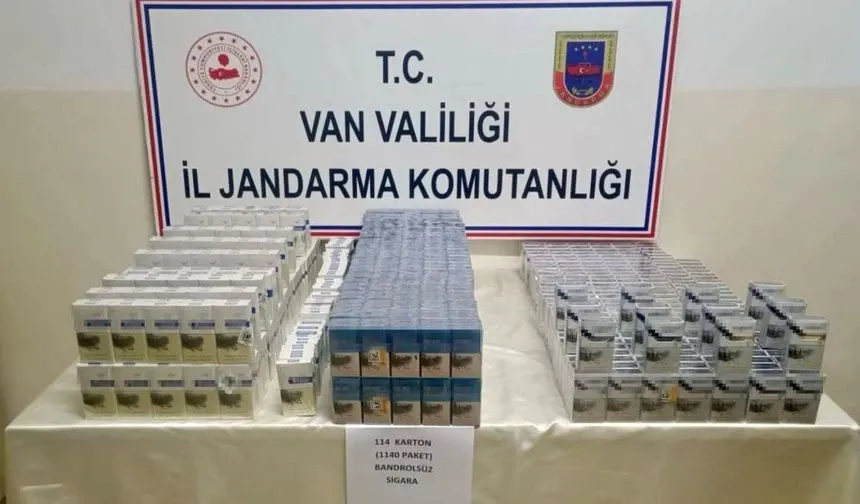 T.C.
VAN VALİLİĞİ
İL JANDARMA KOMUTANLIĞI
114 KARTON
(1140 PAKET)
BANDROLSÜZ
SİGARA